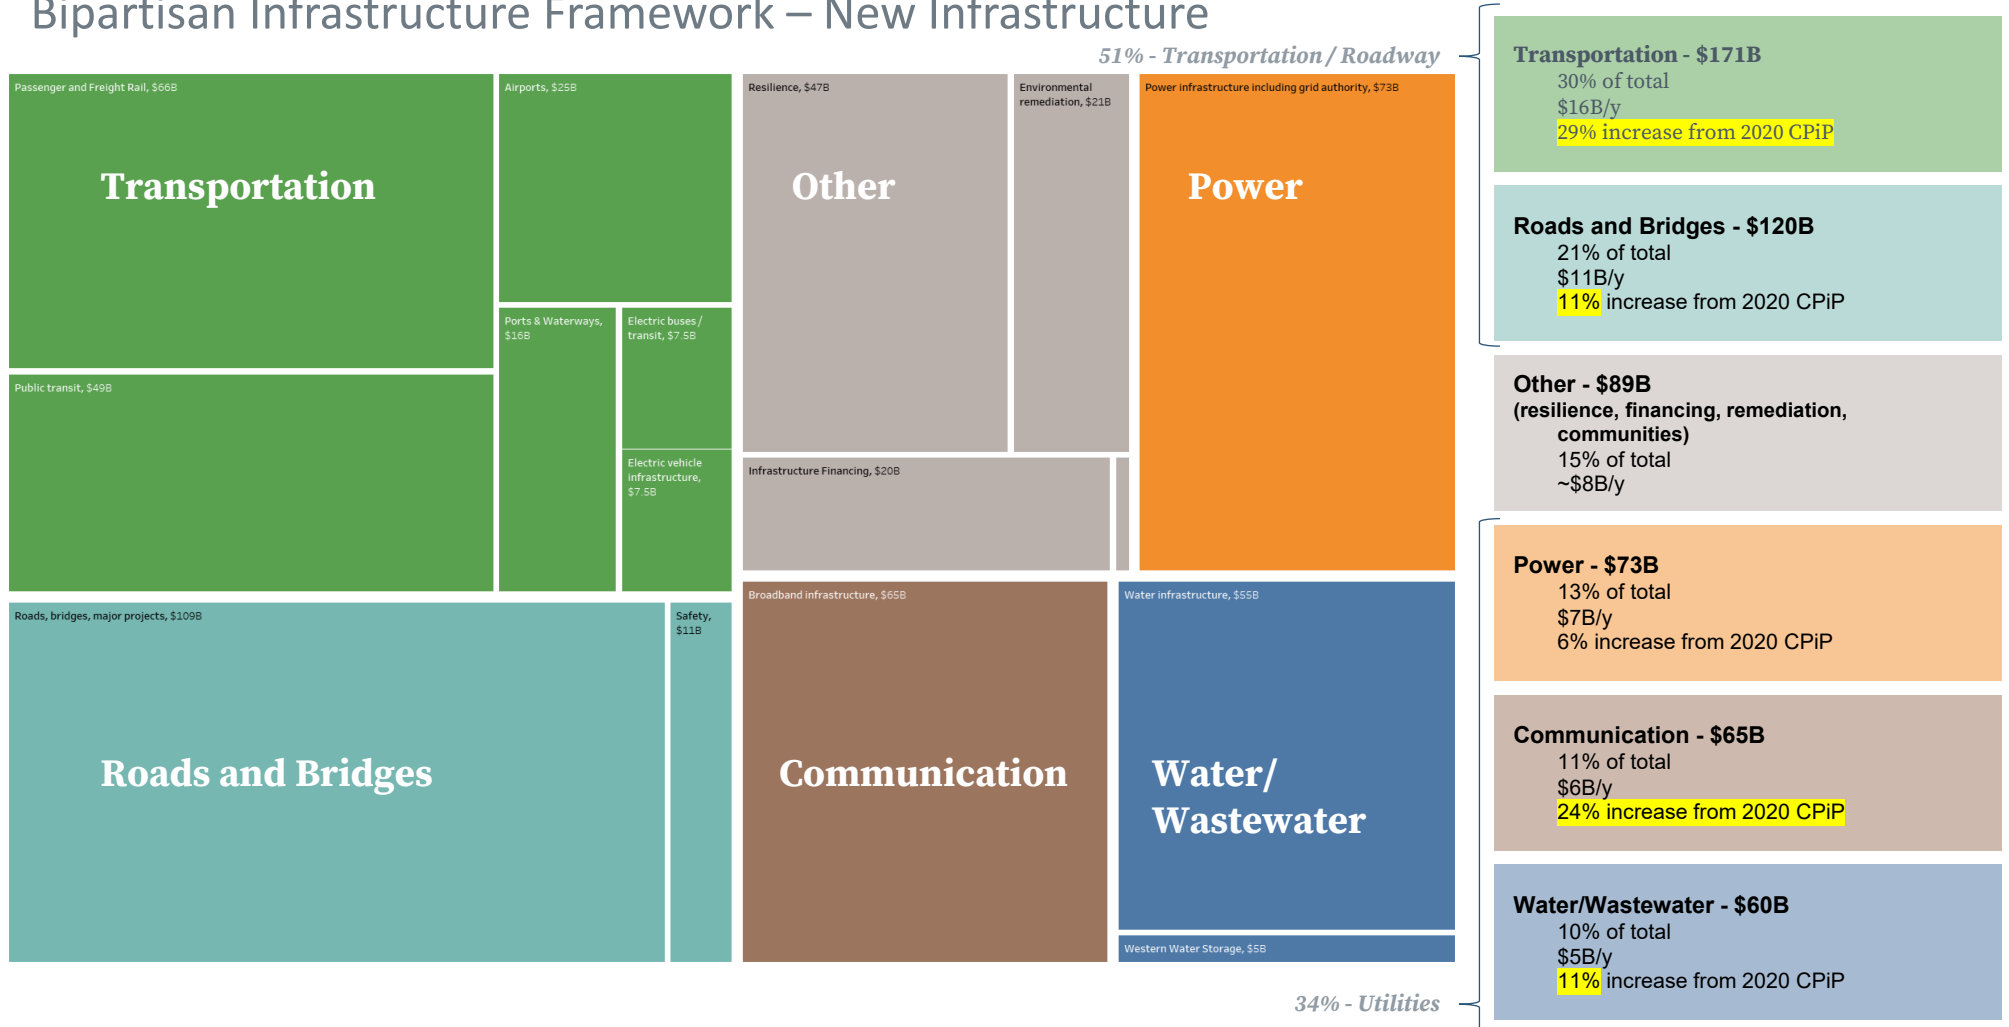 Bipartisan Infrastructure Framework – New Infrastructure
51% - Transportation / Roadway
Passenger and Freight Rail, $66B
Transportation
Airports, $25B
Public transit, $49B
Ports & Waterways,
$16B
Electric buses /
transit, $7.5B
Electric vehicle
infrastructure,
$7.5B
Resilience, $47B
Other
Environmental
remediation, $21B
Infrastructure Financing, $20B
Power infrastructure including grid authority, $73B
Power
Roads, bridges, major projects, $109B
Roads and Bridges
Safety,
$11B
Broadband infrastructure, $65B
Communication
Water infrastructure, $55B
Water/
Wastewater
Western Water Storage, $5B
34% - Utilities
Transportation - $171B
30% of total
$16B/y
29% increase from 2020 CPiP
Roads and Bridges - $120B
21% of total
$11B/y
11% increase from 2020 CPiP
Other - $89B
(resilience, financing, remediation,
communities)
15% of total
~$8B/y
Power - $73B
13% of total
$7B/y
6% increase from 2020 CPiP
Communication - $65B
11% of total
$6B/y
24% increase from 2020 CPiP
Water/Wastewater - $60B
10% of total
$5B/y
11% increase from 2020 CPiP